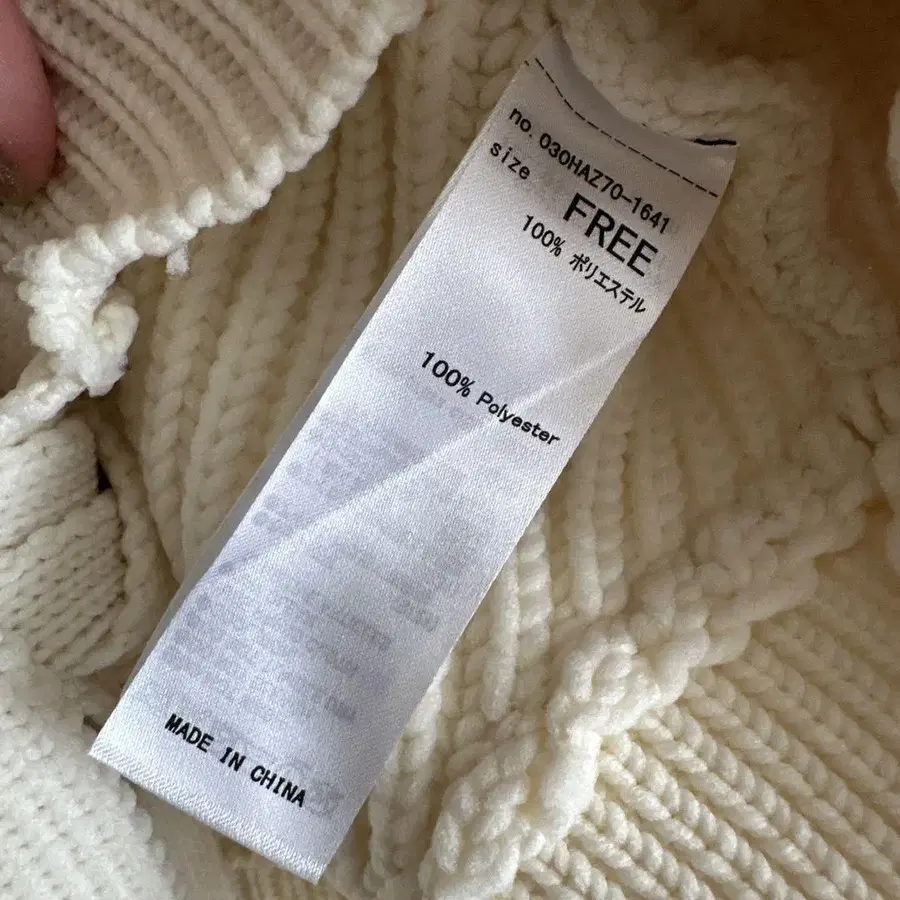 no. 030HAZ70-1641
size
FREE
100% ポリエステル
100% Polyester
MADE IN CHINA